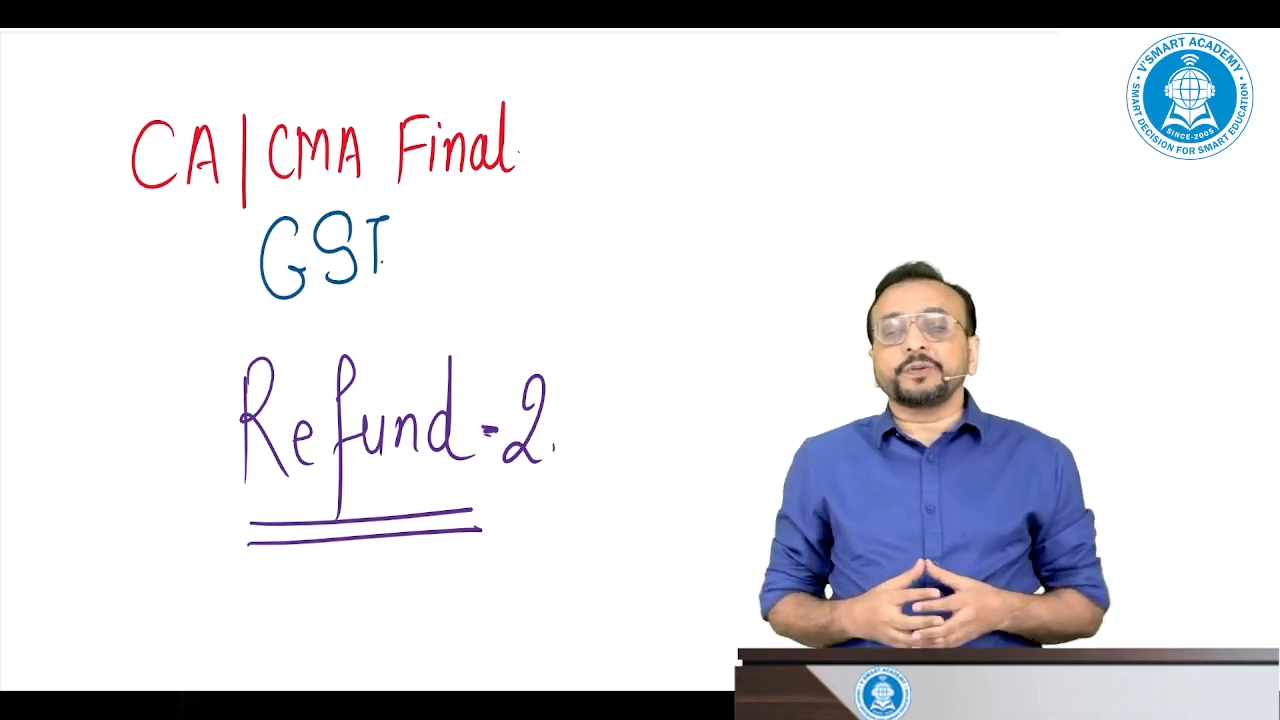 CA | CMA Final
GST
Refund - 2.
V'SMART ACADEMY
SMART DECISION FOR SMART EDUCATION
SINCE-2005